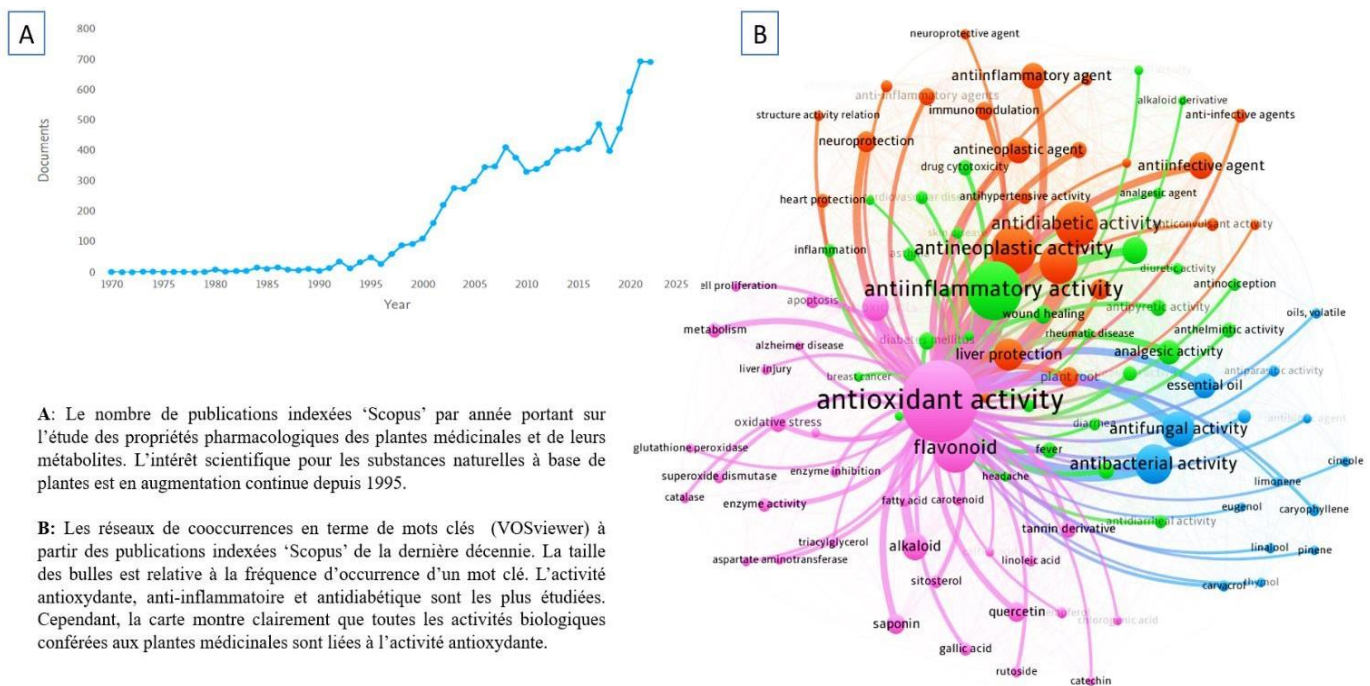 A
800
700
600
500
400
300
200
100
0
Documents
1970
1975
1980
1985
1990
1995
2000
2005
2010
2015
2020
2025
Year
A: Le nombre de publications indexées ‘Scopus’ par année portant sur
l’étude des propriétés pharmacologiques des plantes médicinales et de leurs
métabolites. L’intérêt scientifique pour les substances naturelles à base de
plantes est en augmentation continue depuis 1995.
B: Les réseaux de cooccurrences en terme de mots clés (VOSviewer) à
partir des publications indexées ‘Scopus’ de la dernière décennie. La taille
des bulles est relative à la fréquence d’occurrence d’un mot clé. L’activité
antioxydante, anti-inflammatoire et antidiabétique sont les plus étudiées.
Cependant, la carte montre clairement que toutes les activités biologiques
conférées aux plantes médicinales sont liées à l’activité antioxydante.
B
neuroprotective agent
antiinflammatory agent
anti-inflammatory agents
alkaloid derivative
structure activity relation
immunomodulation
anti-infective agents
neuroprotection
antineoplastic agent
drug cytotoxicity
antiinfective agent
heart protection
antihypertensive activity
analgesic agent
antidiabetic activity
anticonvulsant activity
inflammation
antineoplastic activity
diuretic activity
ell proliferation
apoptosis
antiinflammatory activity
antinociception
antipyretic activity
wound healing
oils, volatile
metabolism
rheumatic disease
anthelmintic activity
alzheimer disease
diabetes mellitus
liver protection
analgesic activity
liver injury
breast cancer
plant root
essential oil
antiparasitic activity
antioxidant activity
oxidative stress
diarrhea
antifungal activity
glutathione peroxidase
flavonoid
fever
antibacterial activity
cineole
superoxide dismutase
enzyme inhibition
headache
limonene
catalase
enzyme activity
fatty acid
carotenoid
eugenol
caryophyllene
antidiarrheal activity
tannin derivative
triacylglycerol
alkaloid
linoleic acid
linalool
pinene
aspartate aminotransferase
sitosterol
carvacrol
thymol
quercetin
saponin
chlorogenic acid
gallic acid
rutoside
catechin